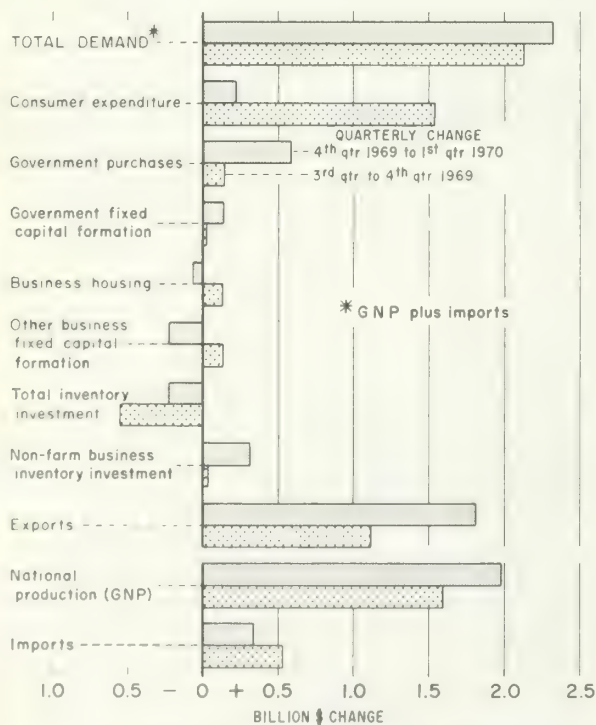 TOTAL DEMAND*
Consumer expenditure
QUARTERLY CHANGE
4th qtr 1969 to 1st qtr 1970
Government purchases
3rd qtr to 4th qtr 1969
Government fixed
capital formation
Business housing
* GNP plus imports
Other business
fixed capital
formation
Total inventory
investment
Non-farm business
inventory investment
Exports
National
production (GNP)
Imports
1.0 0.5 − 0 + 0.5 1.0 1.5 2.0 2.5
BILLION $ CHANGE